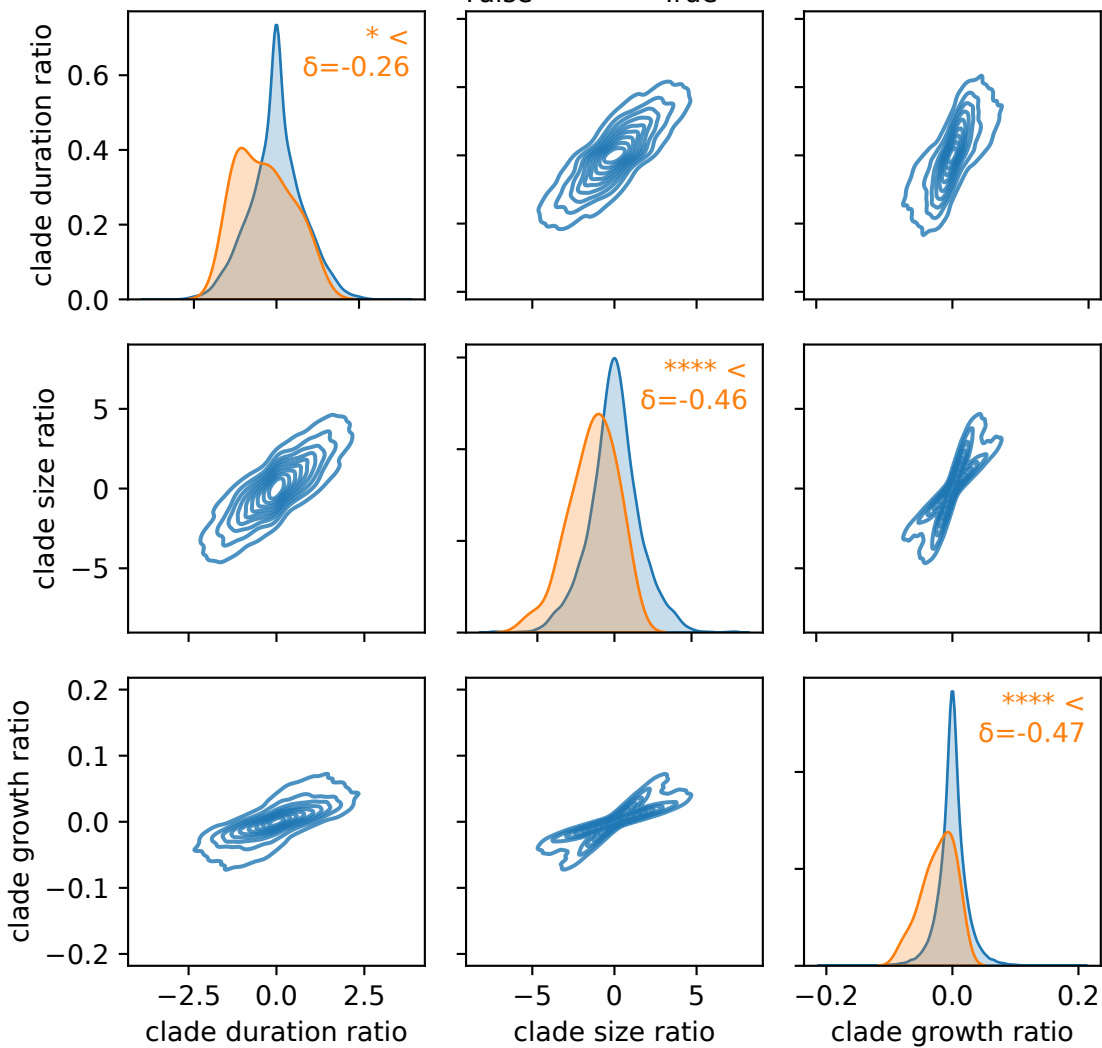 clade duration ratio
0.6
0.4
0.2
0.0
* <
δ=-0.26
clade size ratio
5
0
−5
**** <
δ=-0.46
clade growth ratio
0.2
0.1
0.0
−0.1
−0.2
**** <
δ=-0.47
−2.5 0.0 2.5
−5 0 5
−0.2 0.0 0.2
clade duration ratio
clade size ratio
clade growth ratio